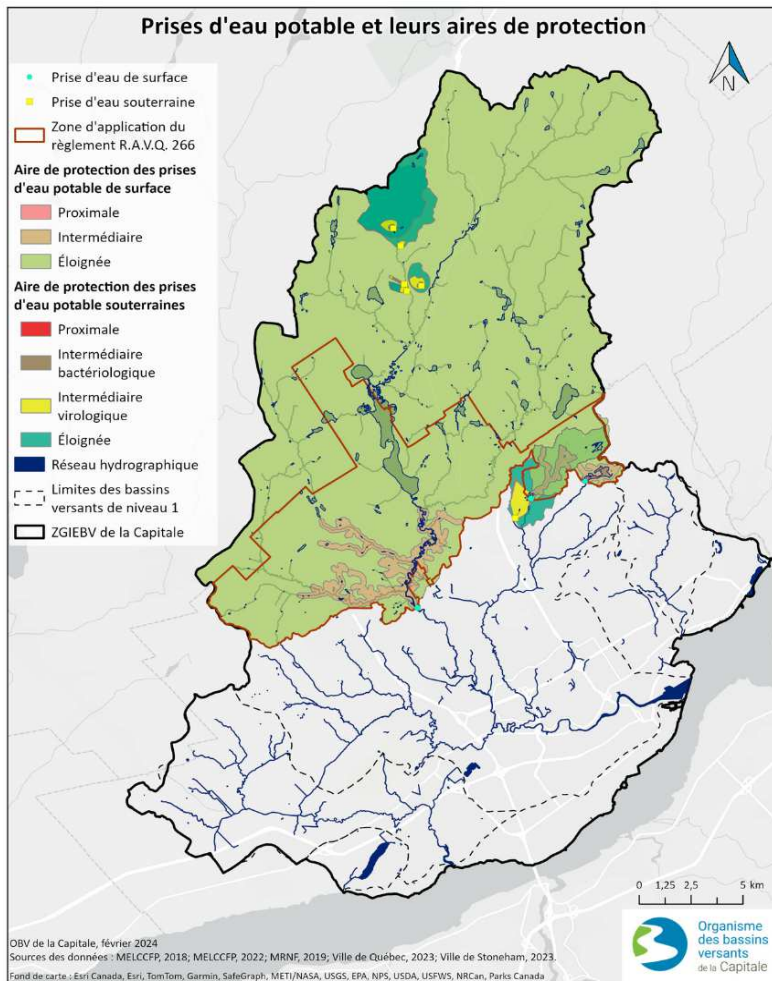 Prises d'eau potable et leurs aires de protection
Prise d'eau de surface
Prise d'eau souterraine
Zone d'application du
règlement R.A.V.Q. 266
Aire de protection des prises
d'eau potable de surface
Proximale
Intermédiaire
Éloignée
Aire de protection des prises
d'eau potable souterraines
Proximale
Intermédiaire
bactériologique
Intermédiaire
virologique
Éloignée
Réseau hydrographique
Limites des bassins
versants de niveau 1
ZGIEBV de la Capitale
N
0 1,25 2,5 5 km
OBV de la Capitale, février 2024
Sources des données : MELCCFP, 2018; MELCCFP, 2022; MRNF, 2019; Ville de Québec, 2023; Ville de Stoneham, 2023.
Fond de carte : Esri Canada, Esri, TomTom, Garmin, SafeGraph, METI/NASA, USGS, EPA, NPS, USDA, USFWS, NRCan, Parks Canada
Organisme
des bassins
versants
de la Capitale